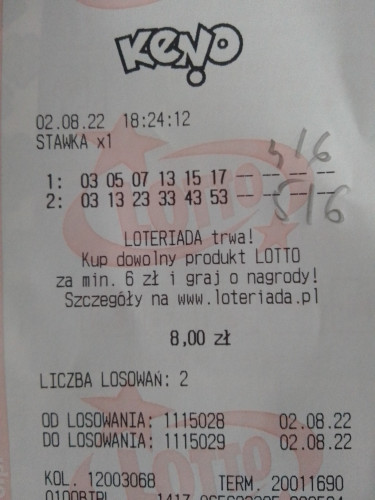 KENO
02.08.22 18:24:12
STAWKA x1
1: 03 05 07 13 15 17 -- -- -- --
2: 03 13 23 33 43 53 -- -- -- --
516
LOTERIADA trwa!
Kup dowolny produkt LOTTO
za min. 6 zł i graj o nagrody!
Szczegóły na www.loteriada.pl
8,00 zł
LICZBA LOSOWAŃ: 2
OD LOSOWANIA: 1115028 02.08.22
DO LOSOWANIA: 1115029 02.08.22
KOL. 12003068 TERM. 20011690